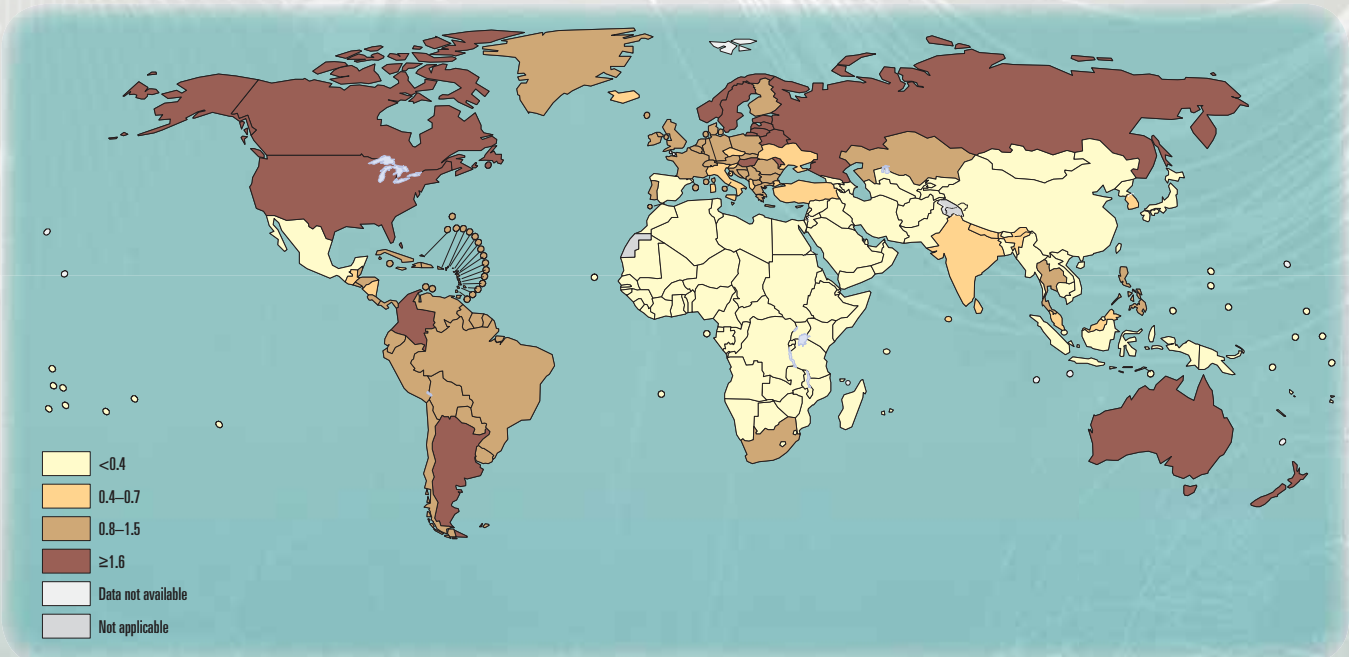 <0.4
0.4–0.7
0.8–1.5
≥1.6
Data not available
Not applicable